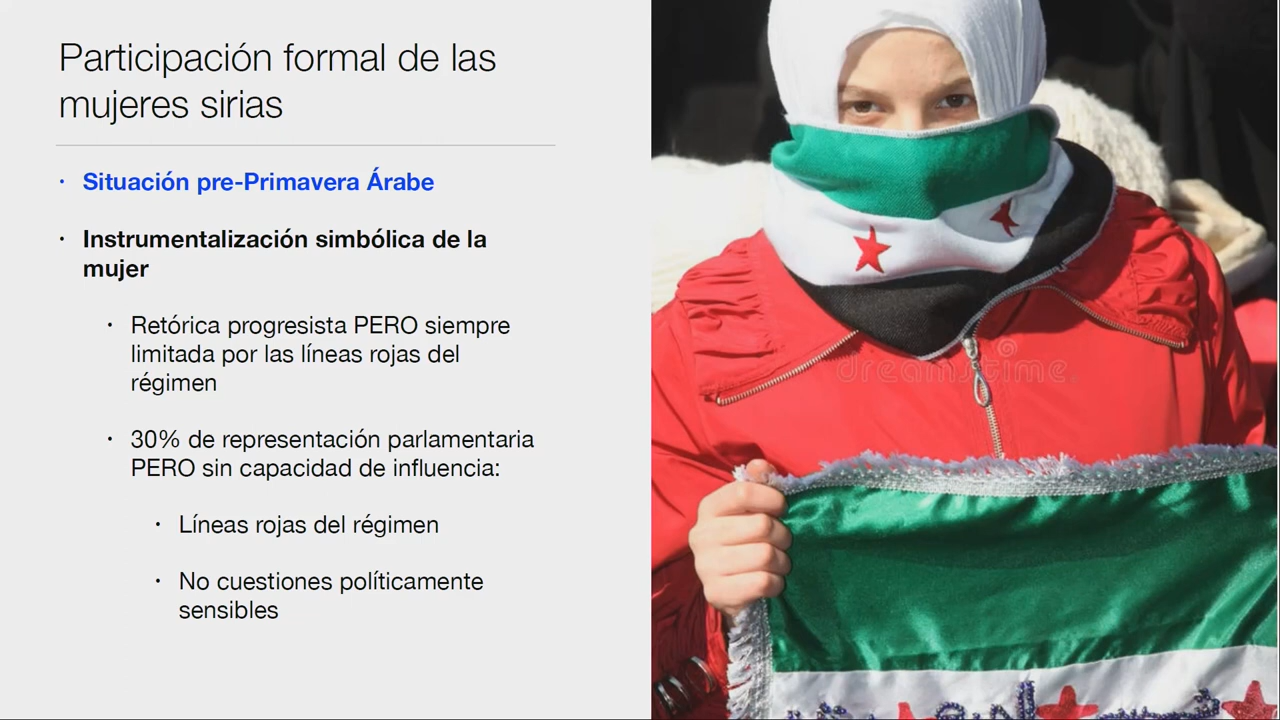 Participación formal de las
mujeres sirias
· Situación pre-Primavera Árabe
· Instrumentalización simbólica de la
mujer
· Retórica progresista PERO siempre
limitada por las líneas rojas del
régimen
· 30% de representación parlamentaria
PERO sin capacidad de influencia:
· Líneas rojas del régimen
· No cuestiones políticamente
sensibles
dreamstime.